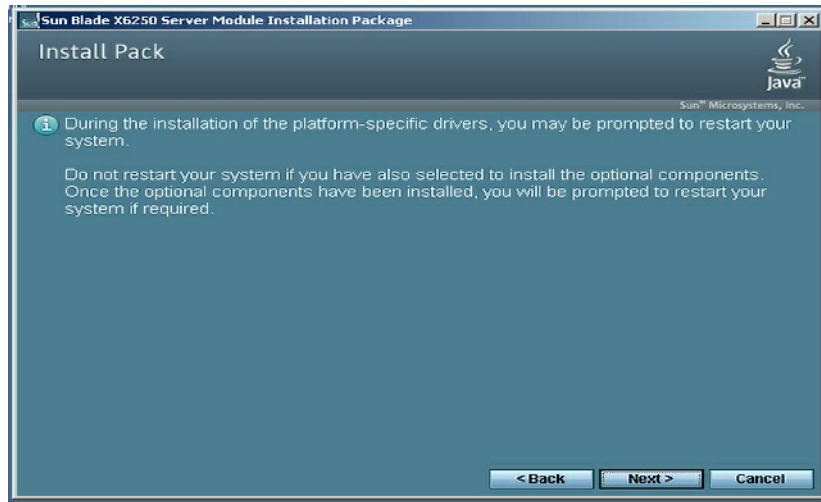 Sun Blade X6250 Server Module Installation Package
Install Pack
Java™
Sun™ Microsystems, Inc.
During the installation of the platform-specific drivers, you may be prompted to restart your
system.
Do not restart your system if you have also selected to install the optional components.
Once the optional components have been installed, you will be prompted to restart your
system if required.
< Back
Next >
Cancel